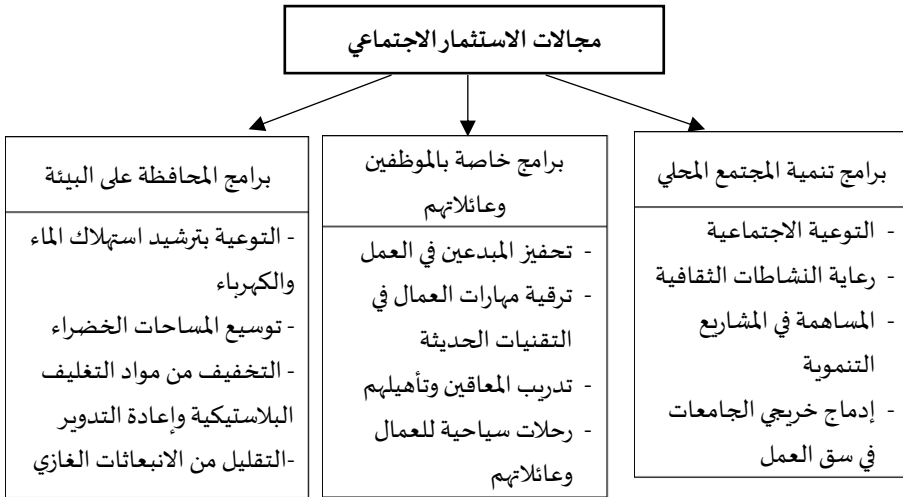 مجالات الاستثمار الاجتماعي
برامج تنمية المجتمع المحلي
- التوعية الاجتماعية
- رعاية النشاطات الثقافية
- المساهمة في المشاريع
التنموية
- إدماج خريجي الجامعات
في سق العمل
برامج خاصة بالموظفين
وعائلاتهم
- تحفيز المبدعين في العمل
- ترقية مهارات العمال في
التقنيات الحديثة
- تدريب المعاقين وتأهيلهم
- رحلات سياحية للعمال
وعائلاتهم
برامج المحافظة على البيئة
- التوعية بترشيد استهلاك الماء
والكهرباء
- توسيع المساحات الخضراء
- التخفيف من مواد التغليف
البلاستيكية وإعادة التدوير
-التقليل من الانبعاثات الغازي